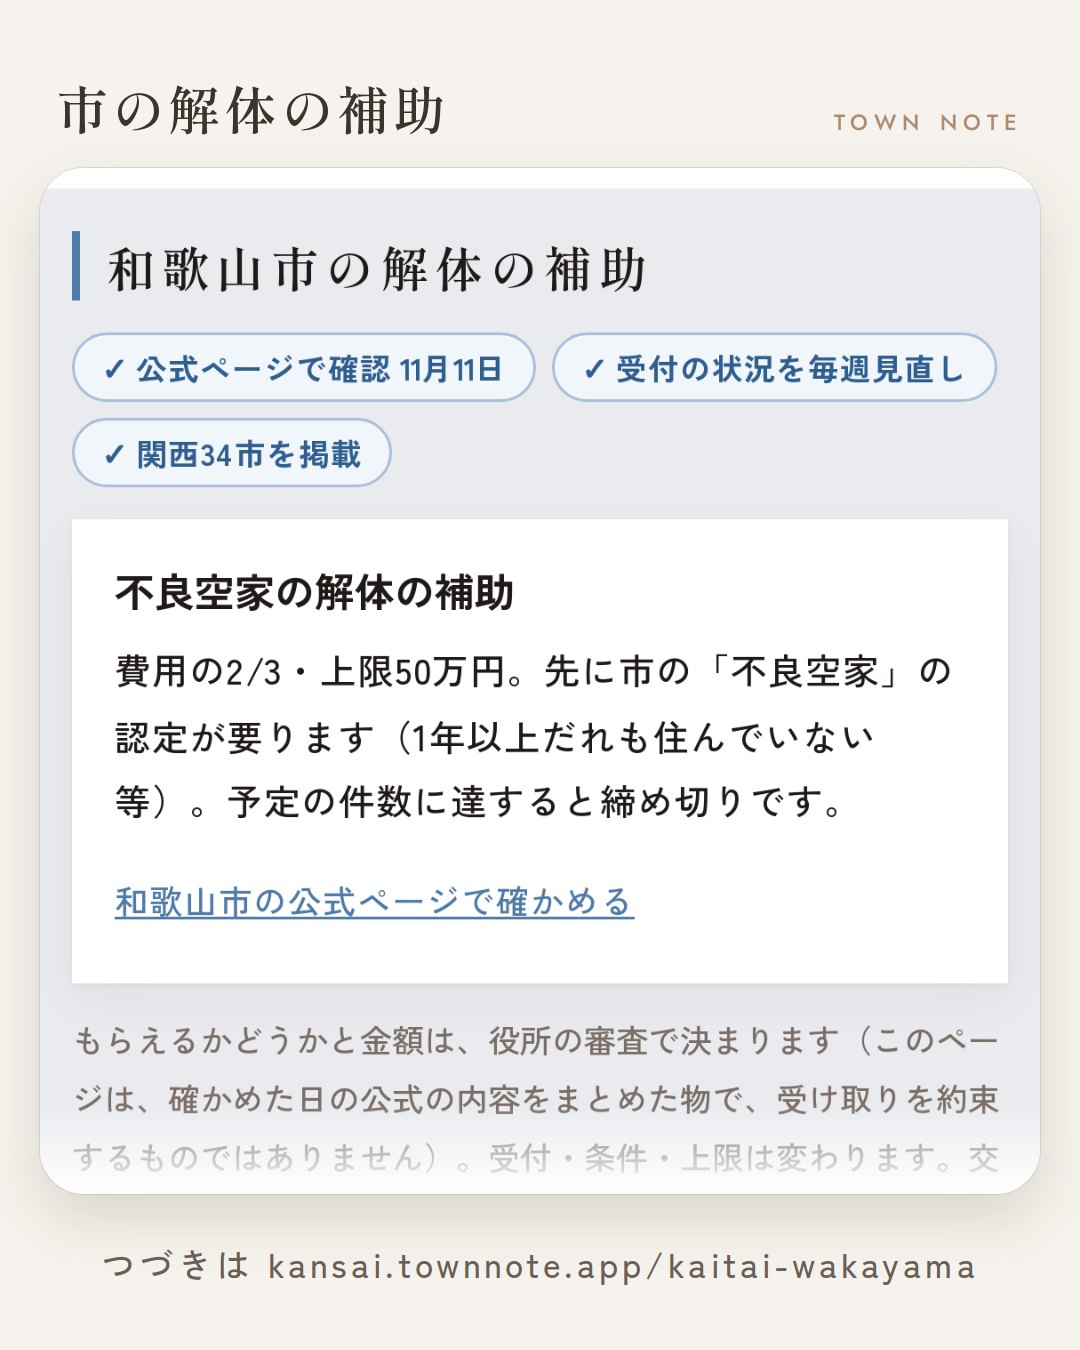 市の解体の補助
TOWN NOTE
和歌山市の解体の補助
✓ 公式ページで確認 11月11日
✓ 受付の状況を毎週見直し
✓ 関西34市を掲載
不良空家の解体の補助
費用の2/3・上限50万円。先に市の「不良空家」の
認定が要ります（1年以上だれも住んでいない
等）。予定の件数に達すると締め切りです。
和歌山市の公式ページで確かめる
もらえるかどうかと金額は、役所の審査で決まります（このペー
ジは、確かめた日の公式の内容をまとめた物で、受け取りを約束
するものではありません）。受付・条件・上限は変わります。交
つづきは kansai.townnote.app/kaitai-wakayama